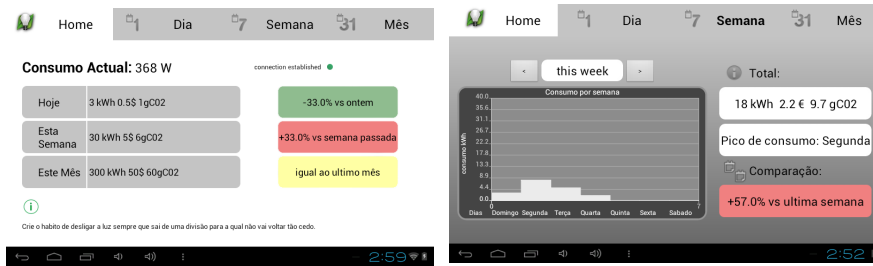 Home
1 Dia
7 Semana
31 Mês
Consumo Actual: 368 W
connection established
Hoje
3 kWh 0.5$ 1gC02
-33.0% vs ontem
Esta
Semana
30 kWh 5$ 6gC02
+33.0% vs semana passada
Este Mês
300 kWh 50$ 60gC02
igual ao ultimo mês
Crie o habito de desligar a luz sempre que sai de uma divisão para a qual não vai voltar tão cedo.
2:59
Home
1 Dia
7 Semana
31 Mês
< this week >
Consumo por semana
consumo kWh
40.0
35.6
31.1
26.7
22.2
17.8
13.3
8.9
4.4
0.0
0 7
Dias Domingo Segunda Terça Quarta Quinta Sexta Sabado
Total:
18 kWh 2.2 € 9.7 gC02
Pico de consumo: Segunda
Comparação:
+57.0% vs ultima semana
2:52